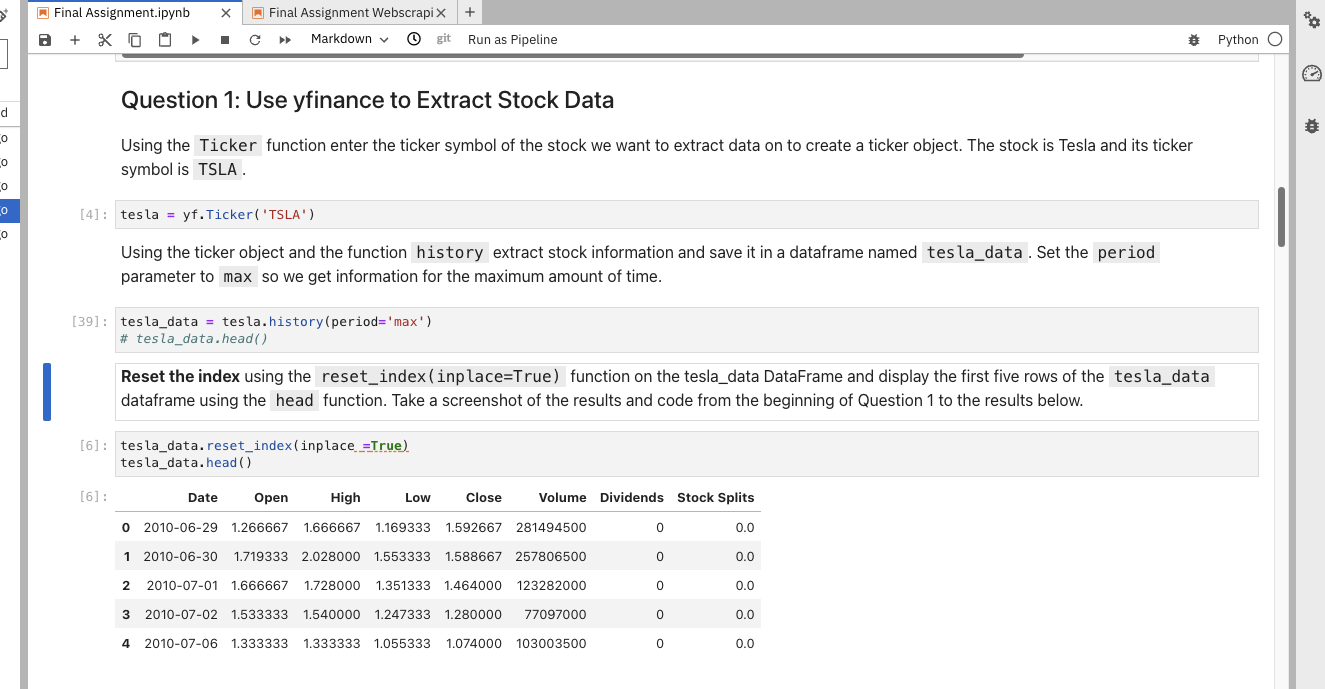 Final Assignment.ipynb
Final Assignment Webscrapi
Markdown
git
Run as Pipeline
Python
d
go
go
go
go
go
Question 1: Use yfinance to Extract Stock Data
Using the Ticker function enter the ticker symbol of the stock we want to extract data on to create a ticker object. The stock is Tesla and its ticker
symbol is TSLA .
[4]: tesla = yf.Ticker('TSLA')
Using the ticker object and the function history extract stock information and save it in a dataframe named tesla_data . Set the period
parameter to max so we get information for the maximum amount of time.
[39]: tesla_data = tesla.history(period='max')
# tesla_data.head()
Reset the index using the reset_index(inplace=True) function on the tesla_data DataFrame and display the first five rows of the tesla_data
dataframe using the head function. Take a screenshot of the results and code from the beginning of Question 1 to the results below.
[6]: tesla_data.reset_index(inplace =True)
tesla_data.head()
[6]: Date Open High Low Close Volume Dividends Stock Splits
0 2010-06-29 1.266667 1.666667 1.169333 1.592667 281494500 0 0.0
1 2010-06-30 1.719333 2.028000 1.553333 1.588667 257806500 0 0.0
2 2010-07-01 1.666667 1.728000 1.351333 1.464000 123282000 0 0.0
3 2010-07-02 1.533333 1.540000 1.247333 1.280000 77097000 0 0.0
4 2010-07-06 1.333333 1.333333 1.055333 1.074000 103003500 0 0.0